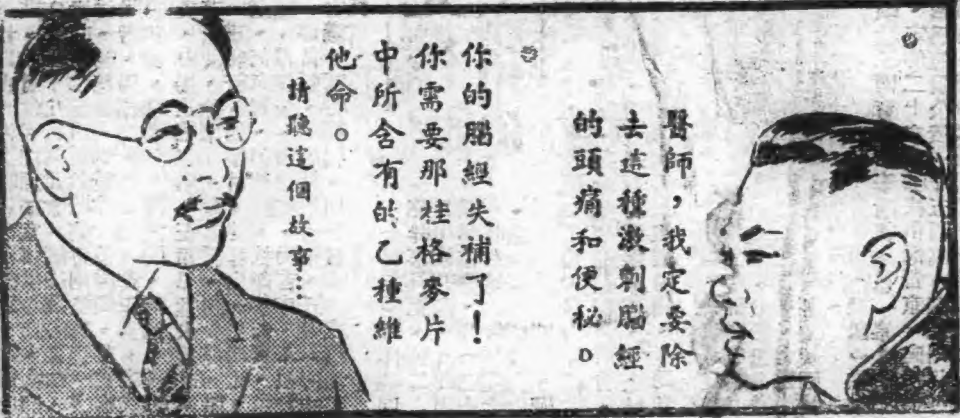 醫師，我定要除
去這種激刺腦經
的頭痛和便秘。
你的腦經失補了！
你需要那桂格麥片
中所含有的乙種維
他命。
請聽這個故事…